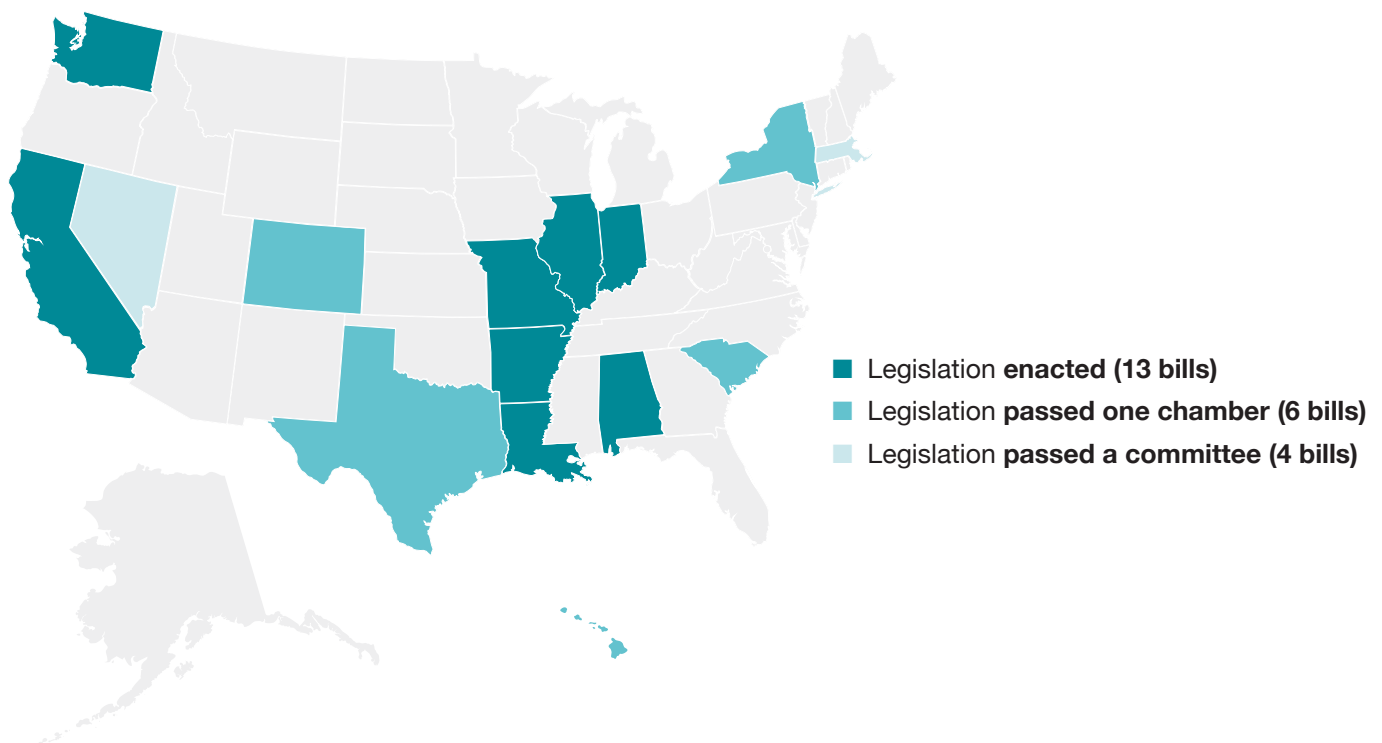 Legislation enacted (13 bills)
Legislation passed one chamber (6 bills)
Legislation passed a committee (4 bills)